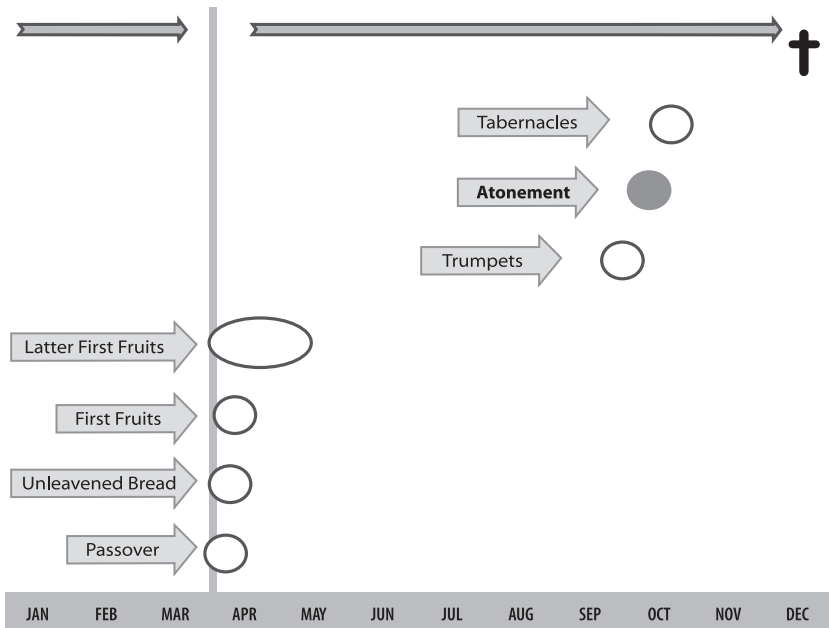 Tabernacles
Atonement
Trumpets
Latter First Fruits
First Fruits
Unleavened Bread
Passover
JAN FEB MAR APR MAY JUN JUL AUG SEP OCT NOV DEC